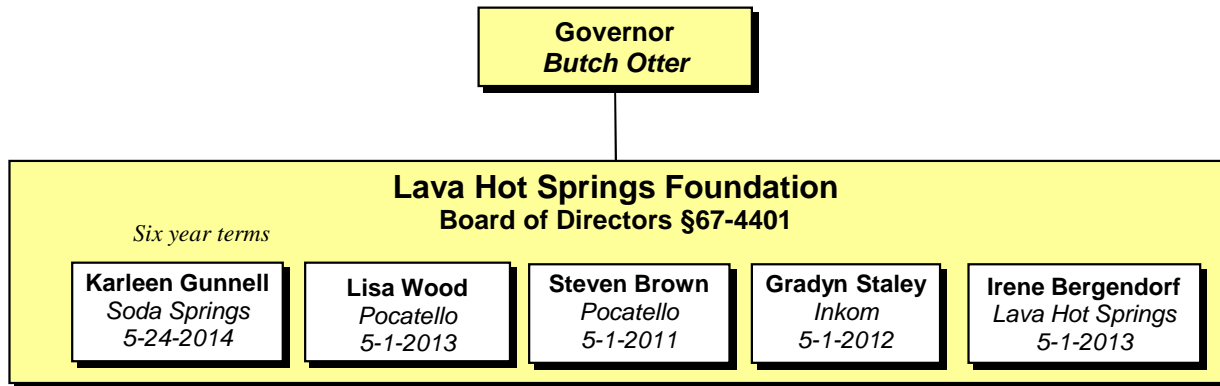 Governor
Butch Otter
Lava Hot Springs Foundation
Board of Directors §67-4401
Six year terms
Karleen Gunnell
Soda Springs
5-24-2014
Lisa Wood
Pocatello
5-1-2013
Steven Brown
Pocatello
5-1-2011
Gradyn Staley
Inkom
5-1-2012
Irene Bergendorf
Lava Hot Springs
5-1-2013